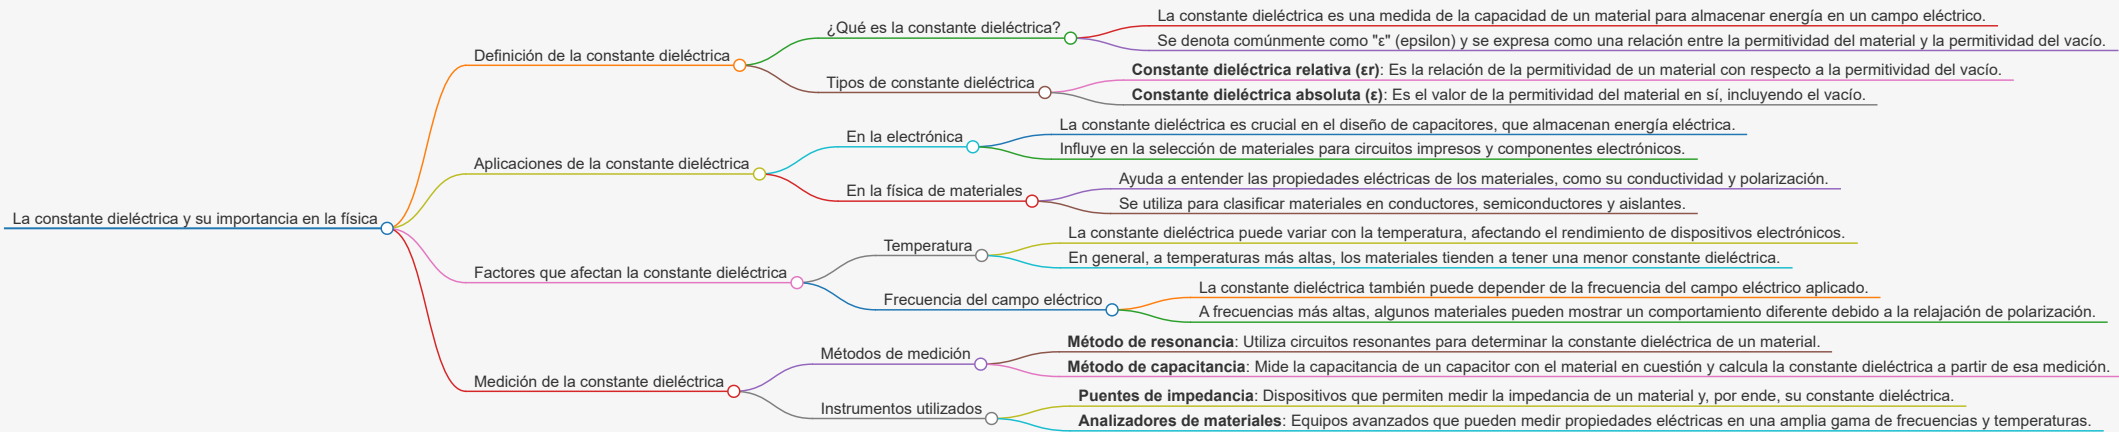 La constante dieléctrica y su importancia en la física
Definición de la constante dieléctrica
¿Qué es la constante dieléctrica?
La constante dieléctrica es una medida de la capacidad de un material para almacenar energía en un campo eléctrico.
Se denota comúnmente como "ε" (epsilon) y se expresa como una relación entre la permitividad del material y la permitividad del vacío.
Tipos de constante dieléctrica
Constante dieléctrica relativa (εr): Es la relación de la permitividad de un material con respecto a la permitividad del vacío.
Constante dieléctrica absoluta (ε): Es el valor de la permitividad del material en sí, incluyendo el vacío.
Aplicaciones de la constante dieléctrica
En la electrónica
La constante dieléctrica es crucial en el diseño de capacitores, que almacenan energía eléctrica.
Influye en la selección de materiales para circuitos impresos y componentes electrónicos.
En la física de materiales
Ayuda a entender las propiedades eléctricas de los materiales, como su conductividad y polarización.
Se utiliza para clasificar materiales en conductores, semiconductores y aislantes.
Factores que afectan la constante dieléctrica
Temperatura
La constante dieléctrica puede variar con la temperatura, afectando el rendimiento de dispositivos electrónicos.
En general, a temperaturas más altas, los materiales tienden a tener una menor constante dieléctrica.
Frecuencia del campo eléctrico
La constante dieléctrica también puede depender de la frecuencia del campo eléctrico aplicado.
A frecuencias más altas, algunos materiales pueden mostrar un comportamiento diferente debido a la relajación de polarización.
Medición de la constante dieléctrica
Métodos de medición
Método de resonancia: Utiliza circuitos resonantes para determinar la constante dieléctrica de un material.
Método de capacitancia: Mide la capacitancia de un capacitor con el material en cuestión y calcula la constante dieléctrica a partir de esa medición.
Instrumentos utilizados
Puentes de impedancia: Dispositivos que permiten medir la impedancia de un material y, por ende, su constante dieléctrica.
Analizadores de materiales: Equipos avanzados que pueden medir propiedades eléctricas en una amplia gama de frecuencias y temperaturas.